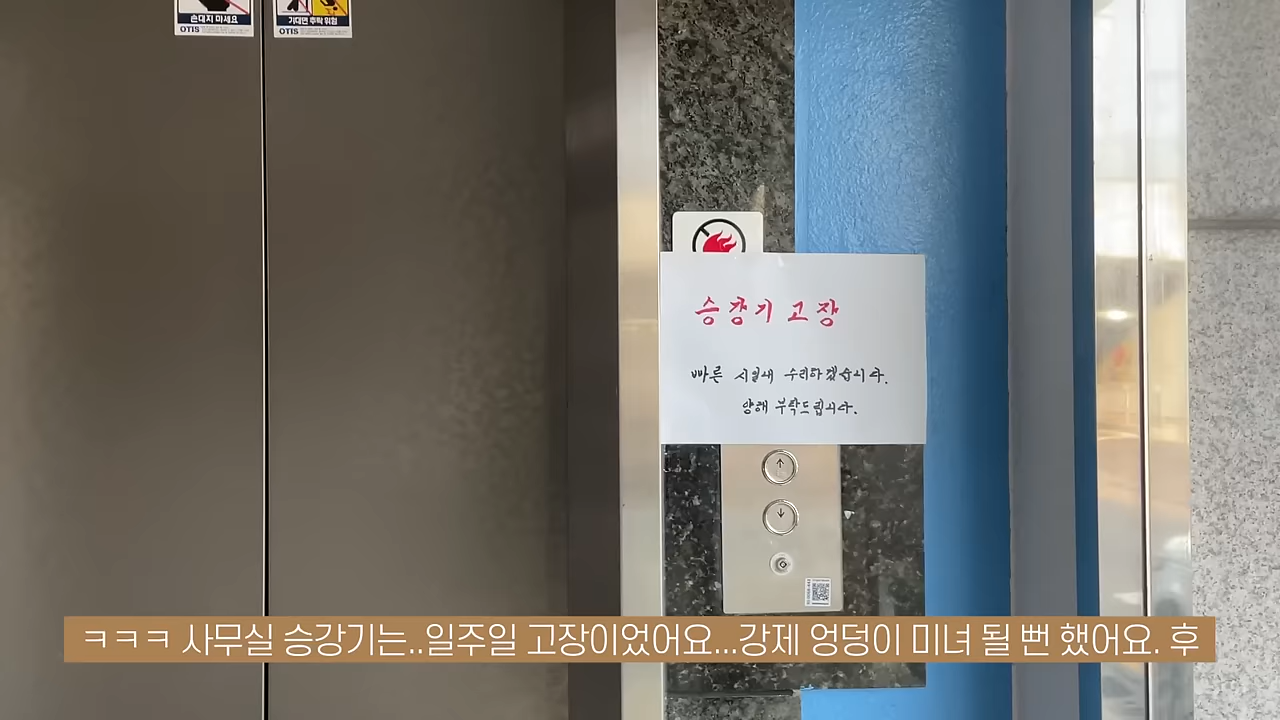 손대지 마세요
OTIS
기대면 추락 위험
OTIS
승강기 고장
빠른 시일내 수리하겠습니다.
양해 부탁드립니다.
ㅋㅋㅋ 사무실 승강기는..일주일 고장이었어요...강제 엉덩이 미녀 될 뻔 했어요. 후